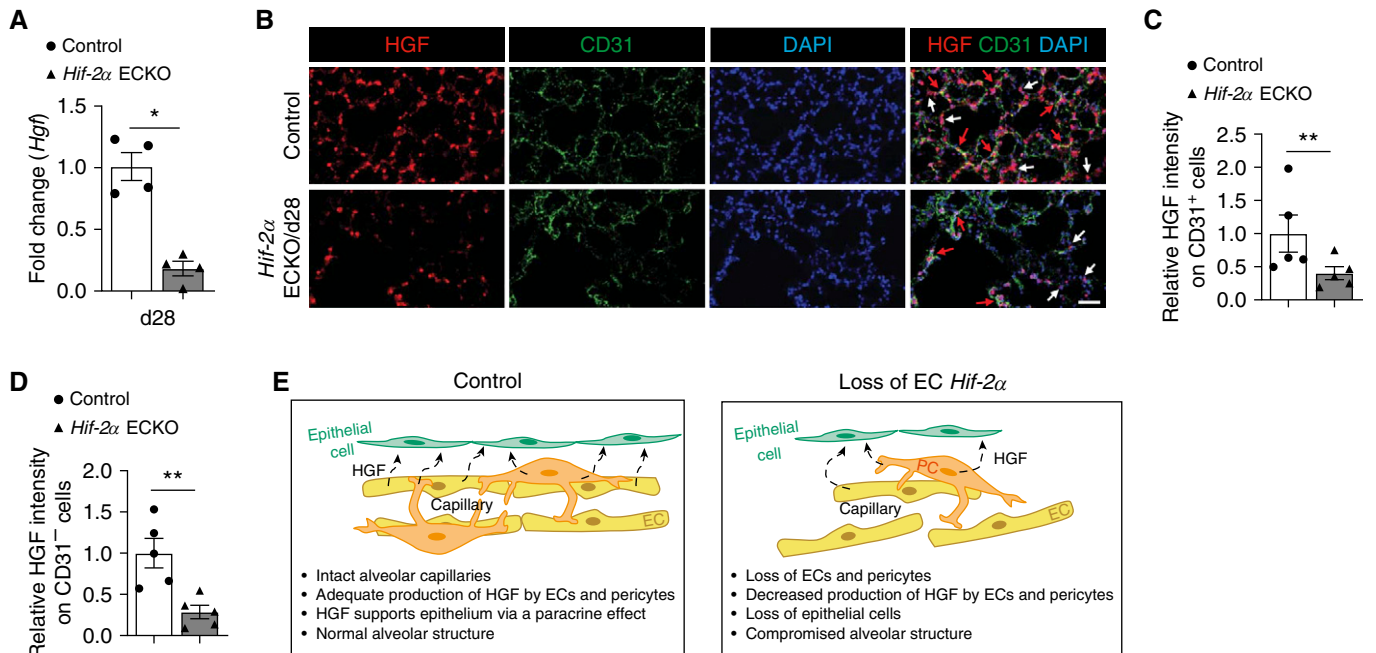 A
● Control
▲ Hif-2α ECKO
Fold change (Hgf)
1.5
1.0
0.5
0.0
*
d28
B
HGF
CD31
DAPI
HGF CD31 DAPI
Control
Hif-2α
ECKO/d28
C
● Control
▲ Hif-2α ECKO
Relative HGF intensity
on CD31+ cells
2.5
2.0
1.5
1.0
0.5
0.0
**
D
● Control
▲ Hif-2α ECKO
Relative HGF intensity
on CD31– cells
2.0
1.5
1.0
0.5
0.0
**
E
Control
Epithelial
cell
HGF
Capillary
EC
• Intact alveolar capillaries
• Adequate production of HGF by ECs and pericytes
• HGF supports epithelium via a paracrine effect
• Normal alveolar structure
Loss of EC Hif-2α
Epithelial
cell
PC
HGF
Capillary
EC
• Loss of ECs and pericytes
• Decreased production of HGF by ECs and pericytes
• Loss of epithelial cells
• Compromised alveolar structure